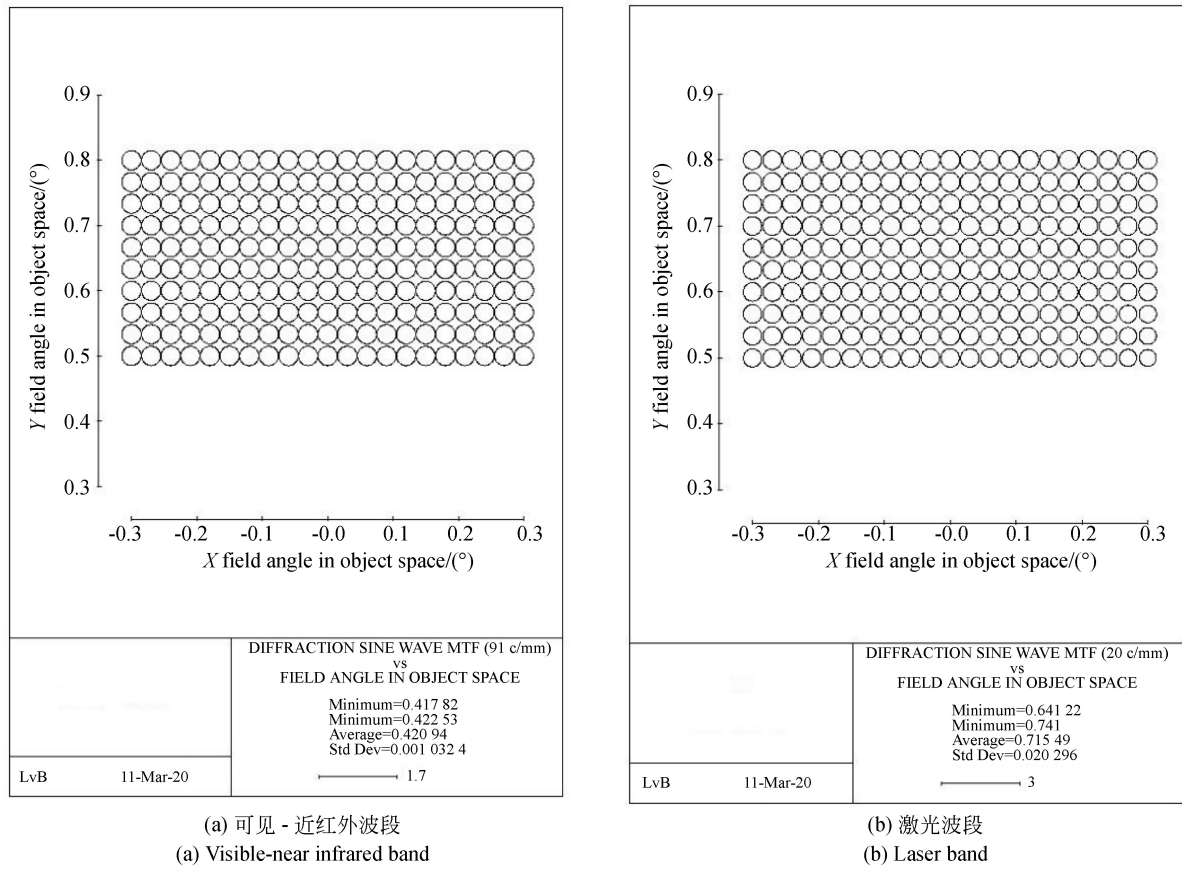 0.9
0.8
0.7
0.6
0.5
0.4
0.3
Y field angle in object space/(°)
-0.3 -0.2 -0.1 -0.0 0.1 0.2 0.3
X field angle in object space/(°)
DIFFRACTION SINE WAVE MTF (91 c/mm)
vs
FIELD ANGLE IN OBJECT SPACE
Minimum=0.417 82
Minimum=0.422 53
Average=0.420 94
Std Dev=0.001 032 4
1.7
LvB 11-Mar-20
(a) 可见 - 近红外波段
(a) Visible-near infrared band
0.9
0.8
0.7
0.6
0.5
0.4
0.3
Y field angle in object space/(°)
-0.3 -0.2 -0.1 -0.0 0.1 0.2 0.3
X field angle in object space/(°)
DIFFRACTION SINE WAVE MTF (20 c/mm)
vs
FIELD ANGLE IN OBJECT SPACE
Minimum=0.641 22
Minimum=0.741
Average=0.715 49
Std Dev=0.020 296
3
LvB 11-Mar-20
(b) 激光波段
(b) Laser band